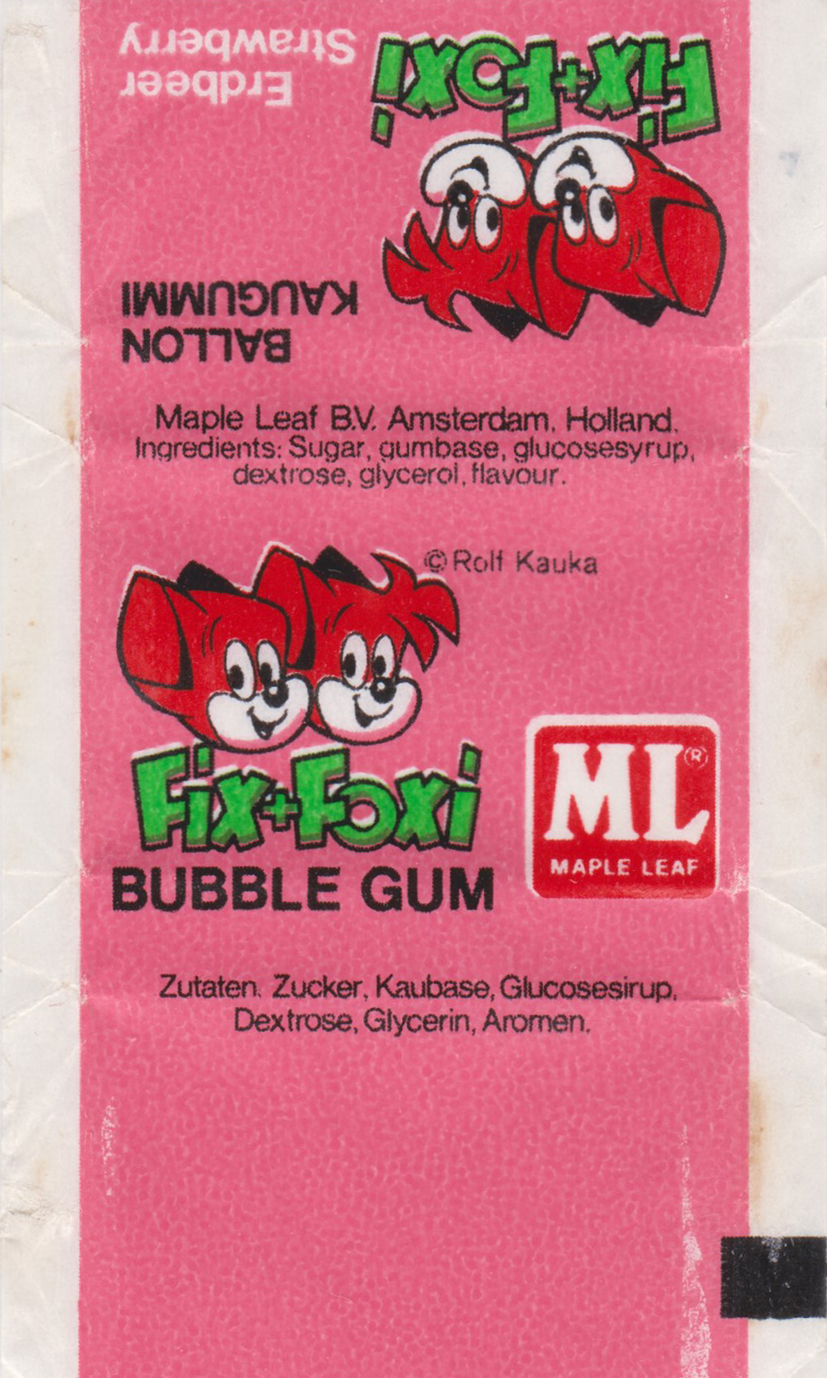 Erdbeer
Strawberry
Fix+Foxi
BALLON
KAUGUMMI
Maple Leaf B.V. Amsterdam. Holland.
Ingredients: Sugar, gumbase, glucosesyrup,
dextrose, glycerol, flavour.
© Rolf Kauka
Fix+Foxi
BUBBLE GUM
ML®
MAPLE LEAF
Zutaten. Zucker, Kaubase, Glucosesirup,
Dextrose, Glycerin, Aromen.